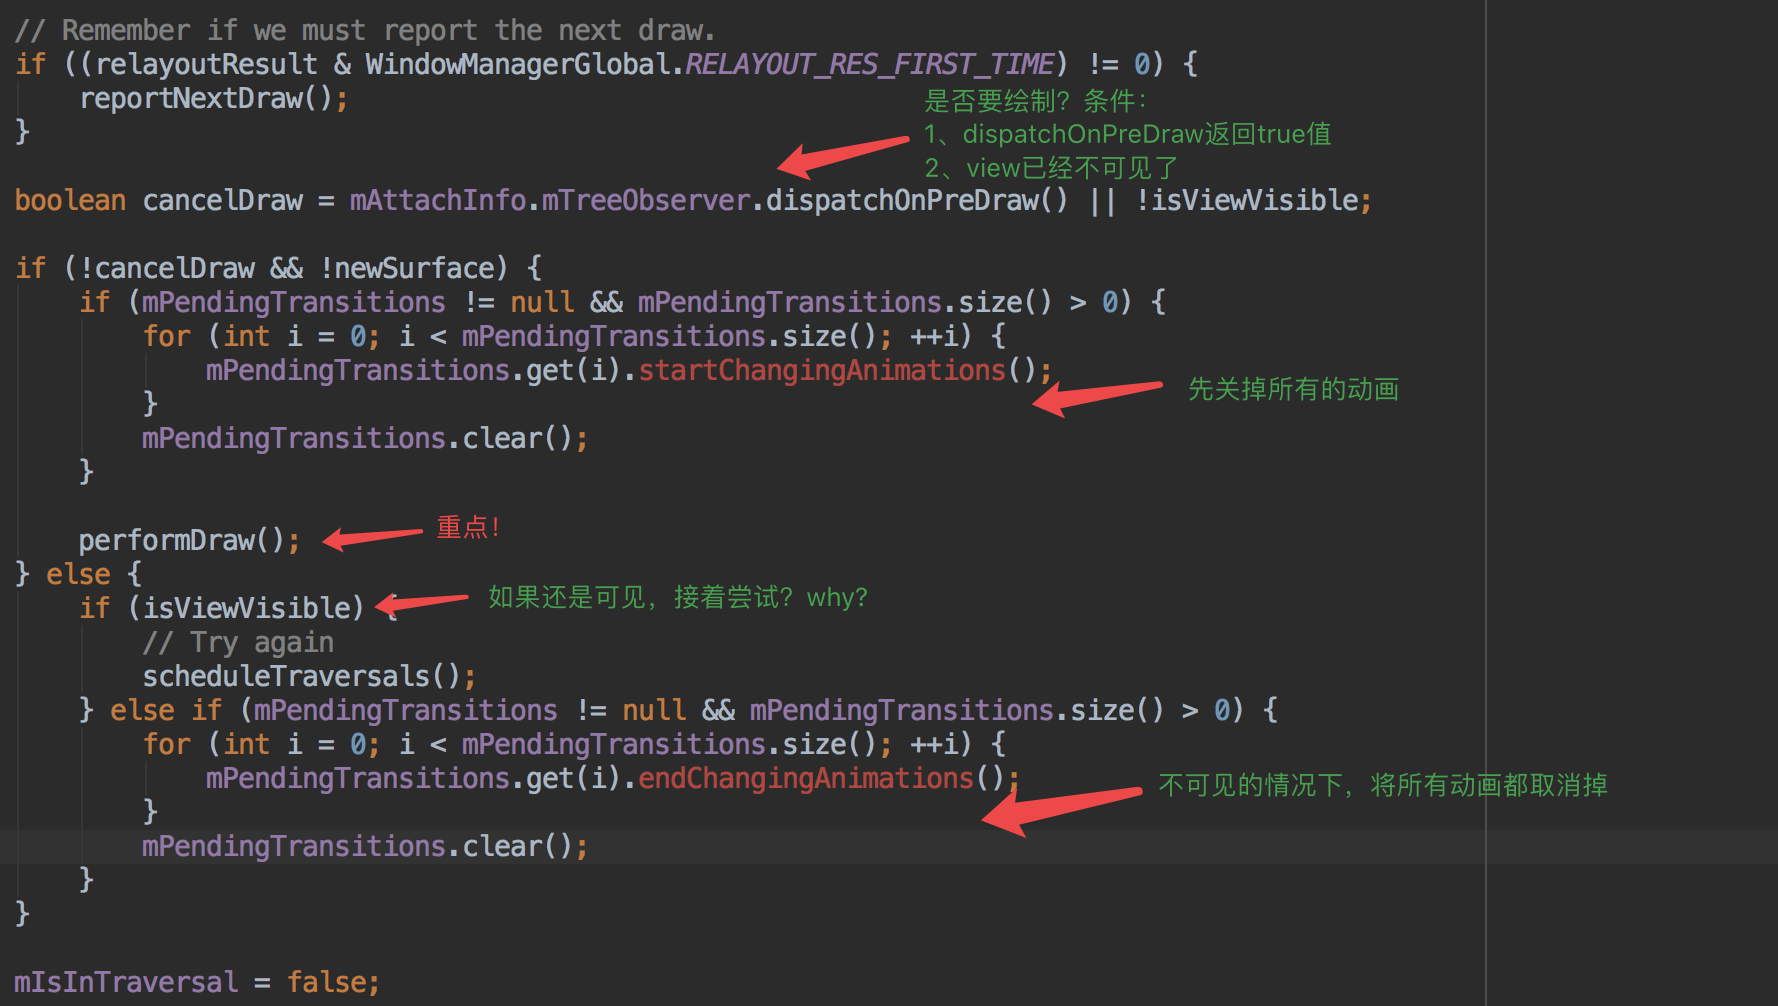 // Remember if we must report the next draw.
if ((relayoutResult & WindowManagerGlobal.RELAYOUT_RES_FIRST_TIME) != 0) {
reportNextDraw();
是否要绘制？条件：
}
1、dispatchOnPreDraw返回true值
2、view已经不可见了
boolean cancelDraw = mAttachInfo.mTreeObserver.dispatchOnPreDraw() || !isViewVisible;
if (!cancelDraw && !newSurface) {
if (mPendingTransitions != null && mPendingTransitions.size() > 0) {
for (int i = 0; i < mPendingTransitions.size(); ++i) {
mPendingTransitions.get(i).startChangingAnimations();
先关掉所有的动画
}
mPendingTransitions.clear();
}
重点！
performDraw();
} else {
如果还是可见，接着尝试？why?
if (isViewVisible) {
// Try again
scheduleTraversals();
} else if (mPendingTransitions != null && mPendingTransitions.size() > 0) {
for (int i = 0; i < mPendingTransitions.size(); ++i) {
mPendingTransitions.get(i).endChangingAnimations();
不可见的情况下，将所有动画都取消掉
}
mPendingTransitions.clear();
}
}
mIsInTraversal = false;